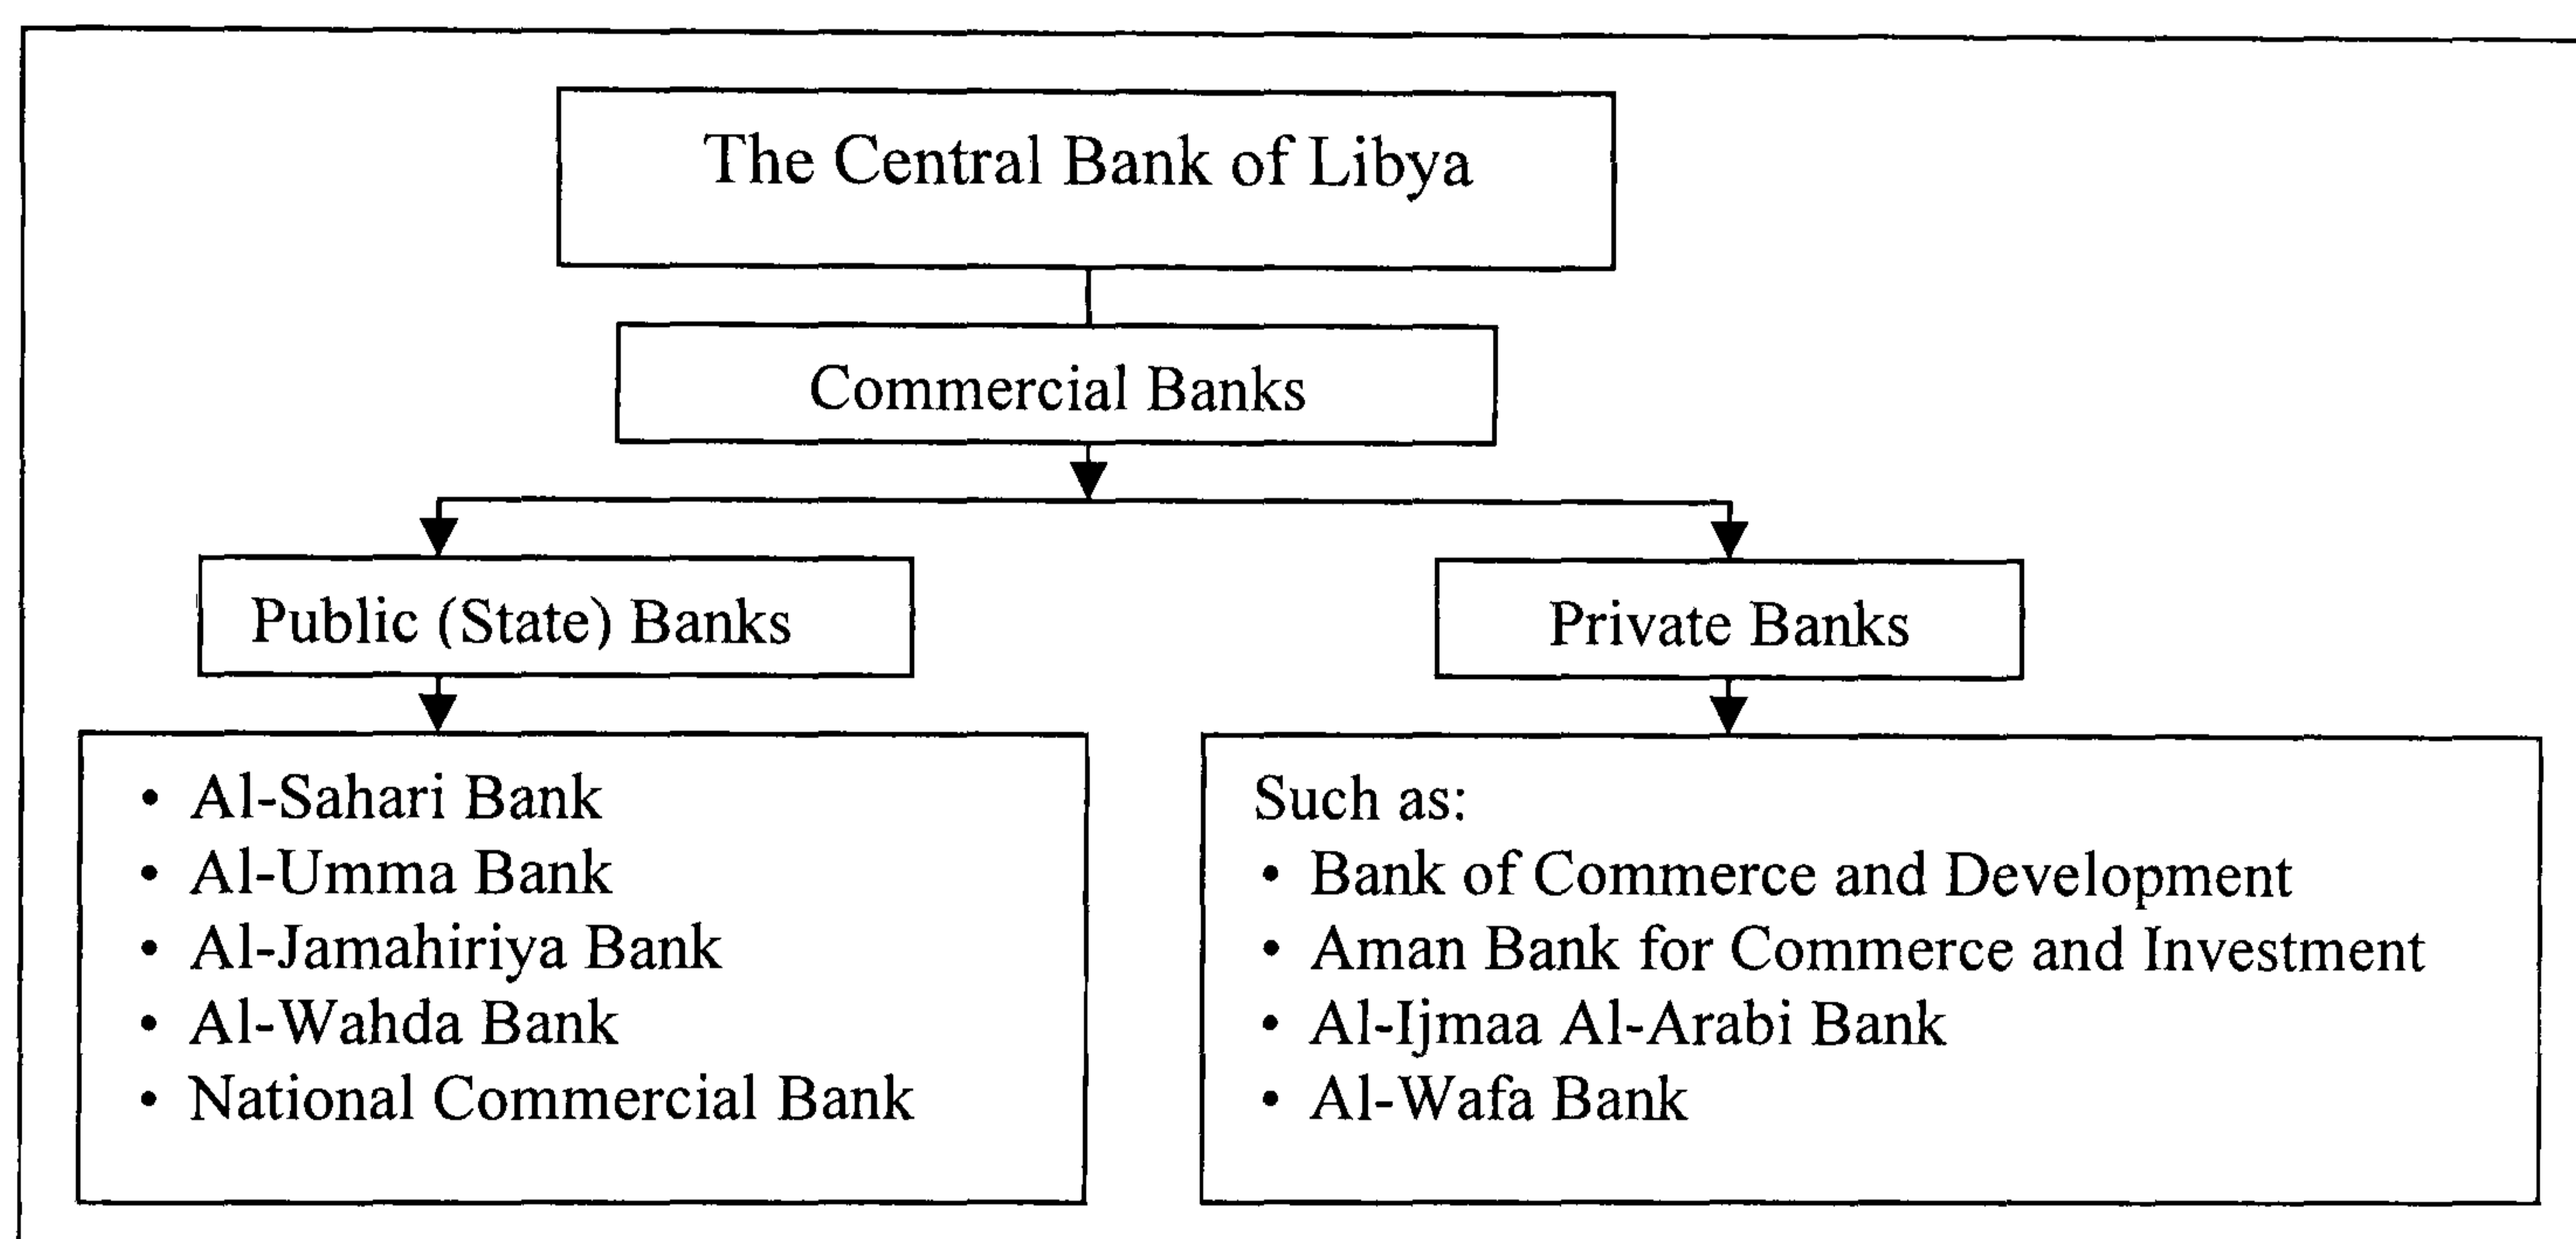 The Central Bank of Libya
Commercial Banks
Public (State) Banks
Private Banks
• Al-Sahari Bank
• Al-Umma Bank
• Al-Jamahiriya Bank
• Al-Wahda Bank
• National Commercial Bank
Such as:
• Bank of Commerce and Development
• Aman Bank for Commerce and Investment
• Al-Ijmaa Al-Arabi Bank
• Al-Wafa Bank